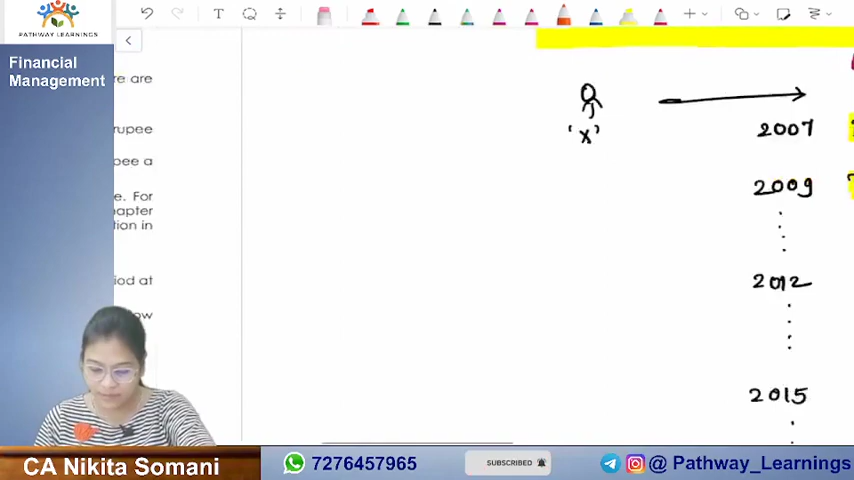 PATHWAY LEARNINGS
Financial
Management
re are
rupee
pee a
e. For
hapter
tion in
iod at
low
T
'x'
2007
2009
2012
2015
CA Nikita Somani
7276457965
SUBSCRIBED
@ Pathway_Learnings